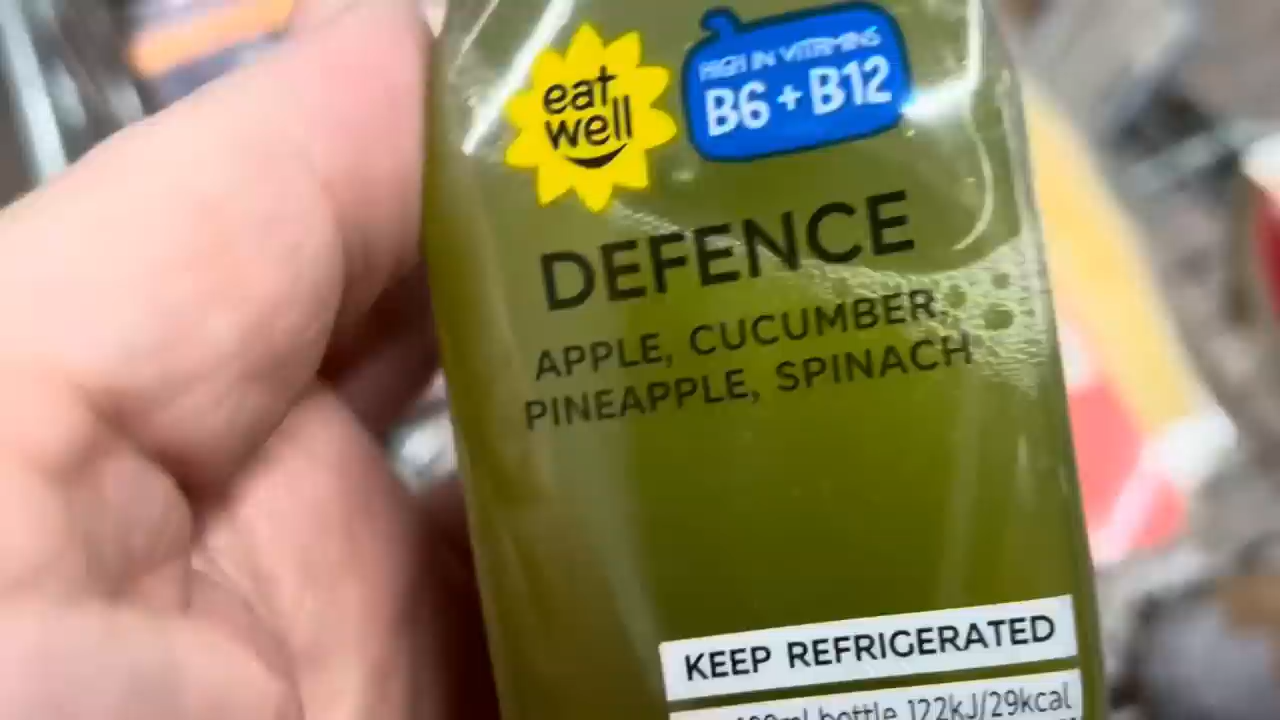 eat
well
HIGH IN VITAMINS
B6 + B12
DEFENCE
APPLE, CUCUMBER,
PINEAPPLE, SPINACH
KEEP REFRIGERATED
bottle 122kJ/29kcal